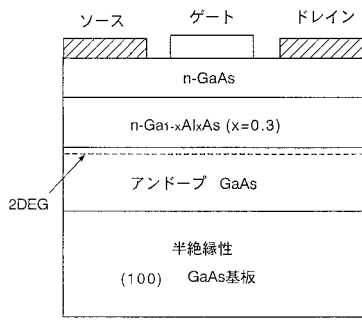 ソース ゲート ドレイン
n-GaAs
n-Ga1-xAlxAs (x=0.3)
アンドープ GaAs
2DEG
半絶縁性
(100) GaAs基板